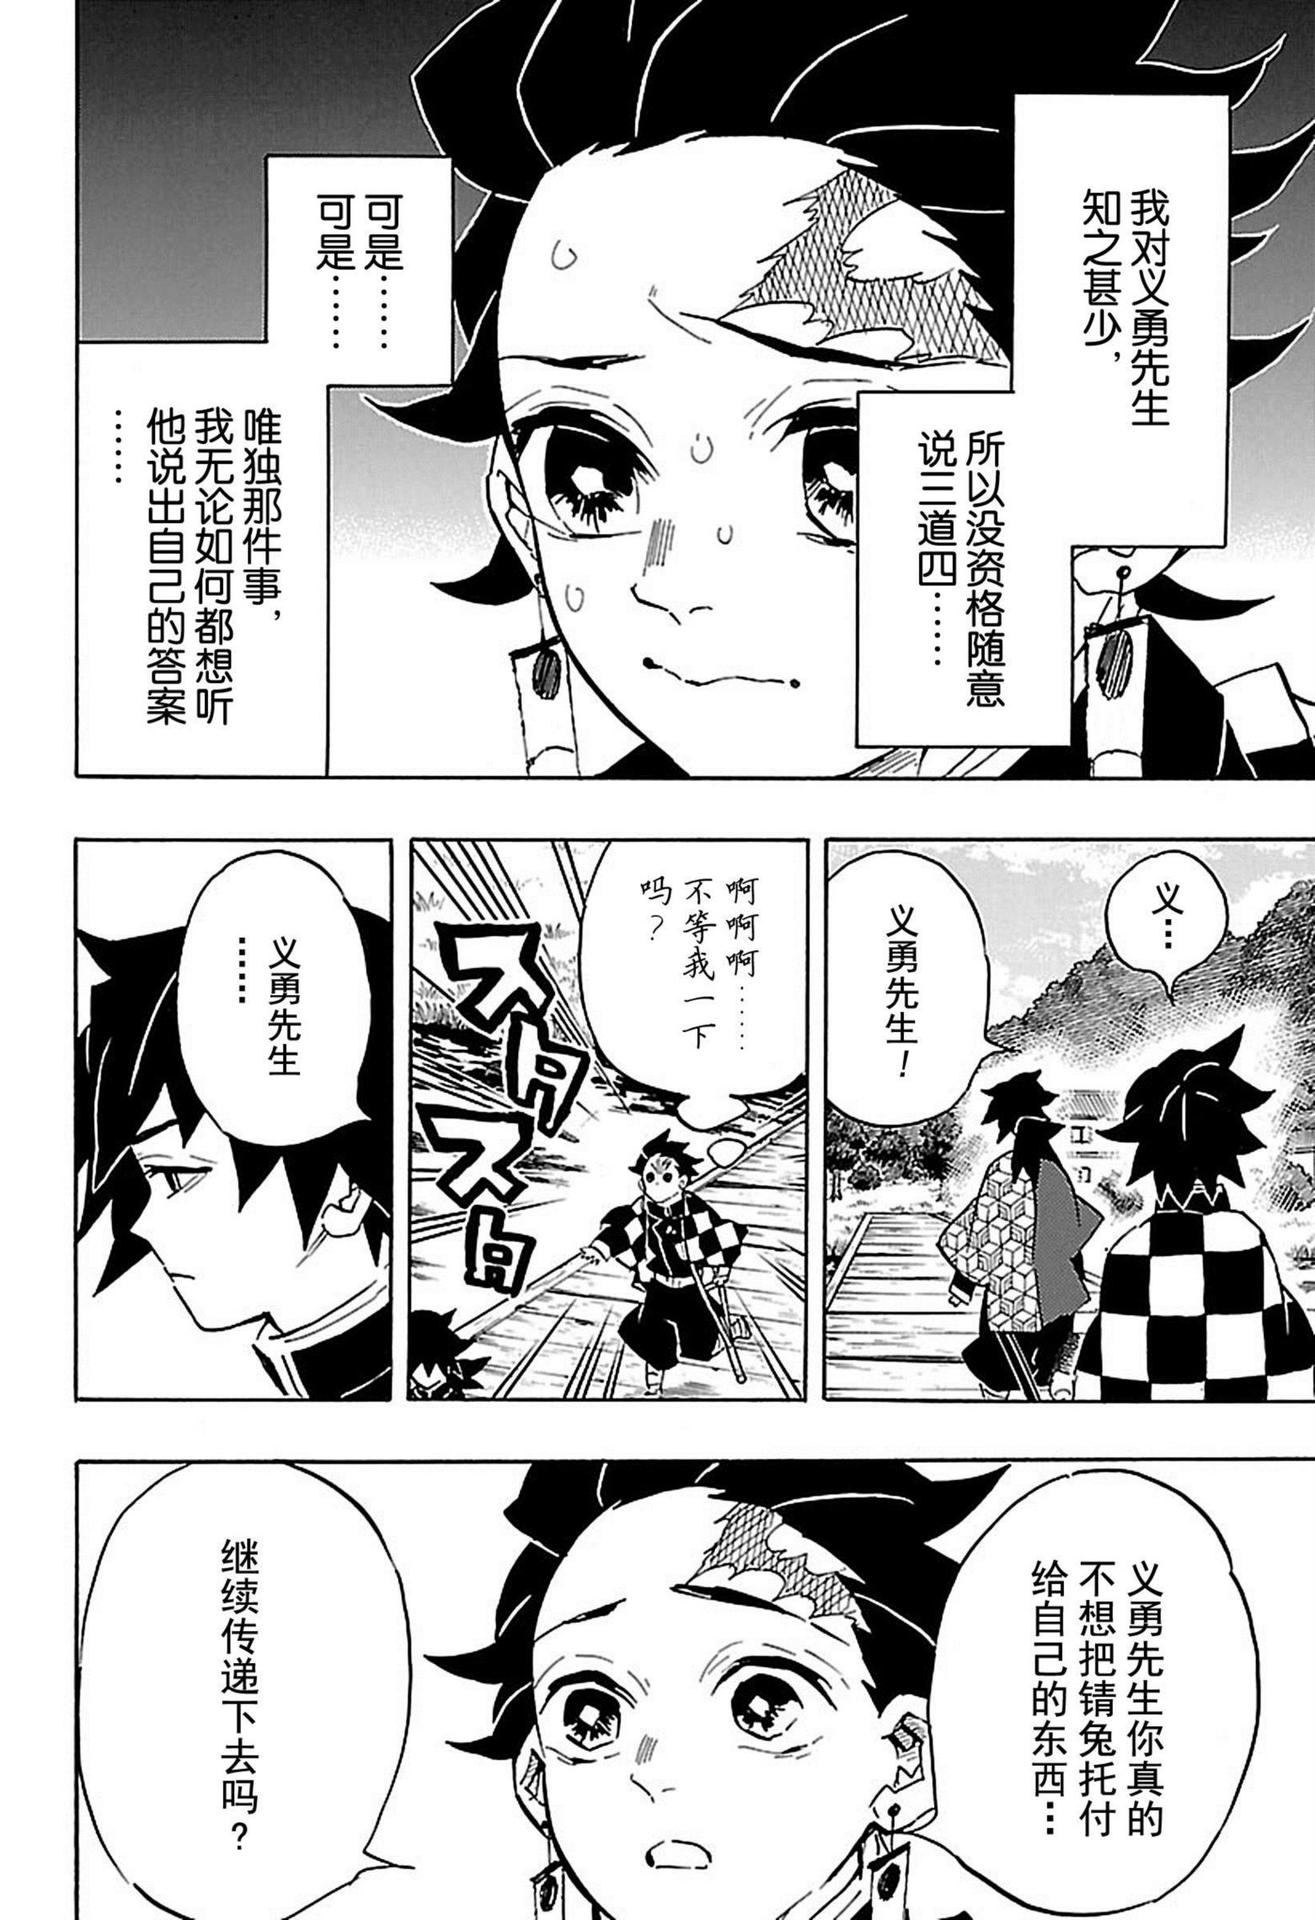 我对义勇先生
知之甚少，
所以没资格随意
说三道四……
可是……
可是……
唯独那件事，
我无论如何都想听
他说出自己的答案
……
义…
义勇先生！
啊啊啊……
不等我一下
吗？
スタ
スタ
义勇先生
……
义勇先生你真的
不想把锖兔托付
给自己的东西…
继续传递下去吗？